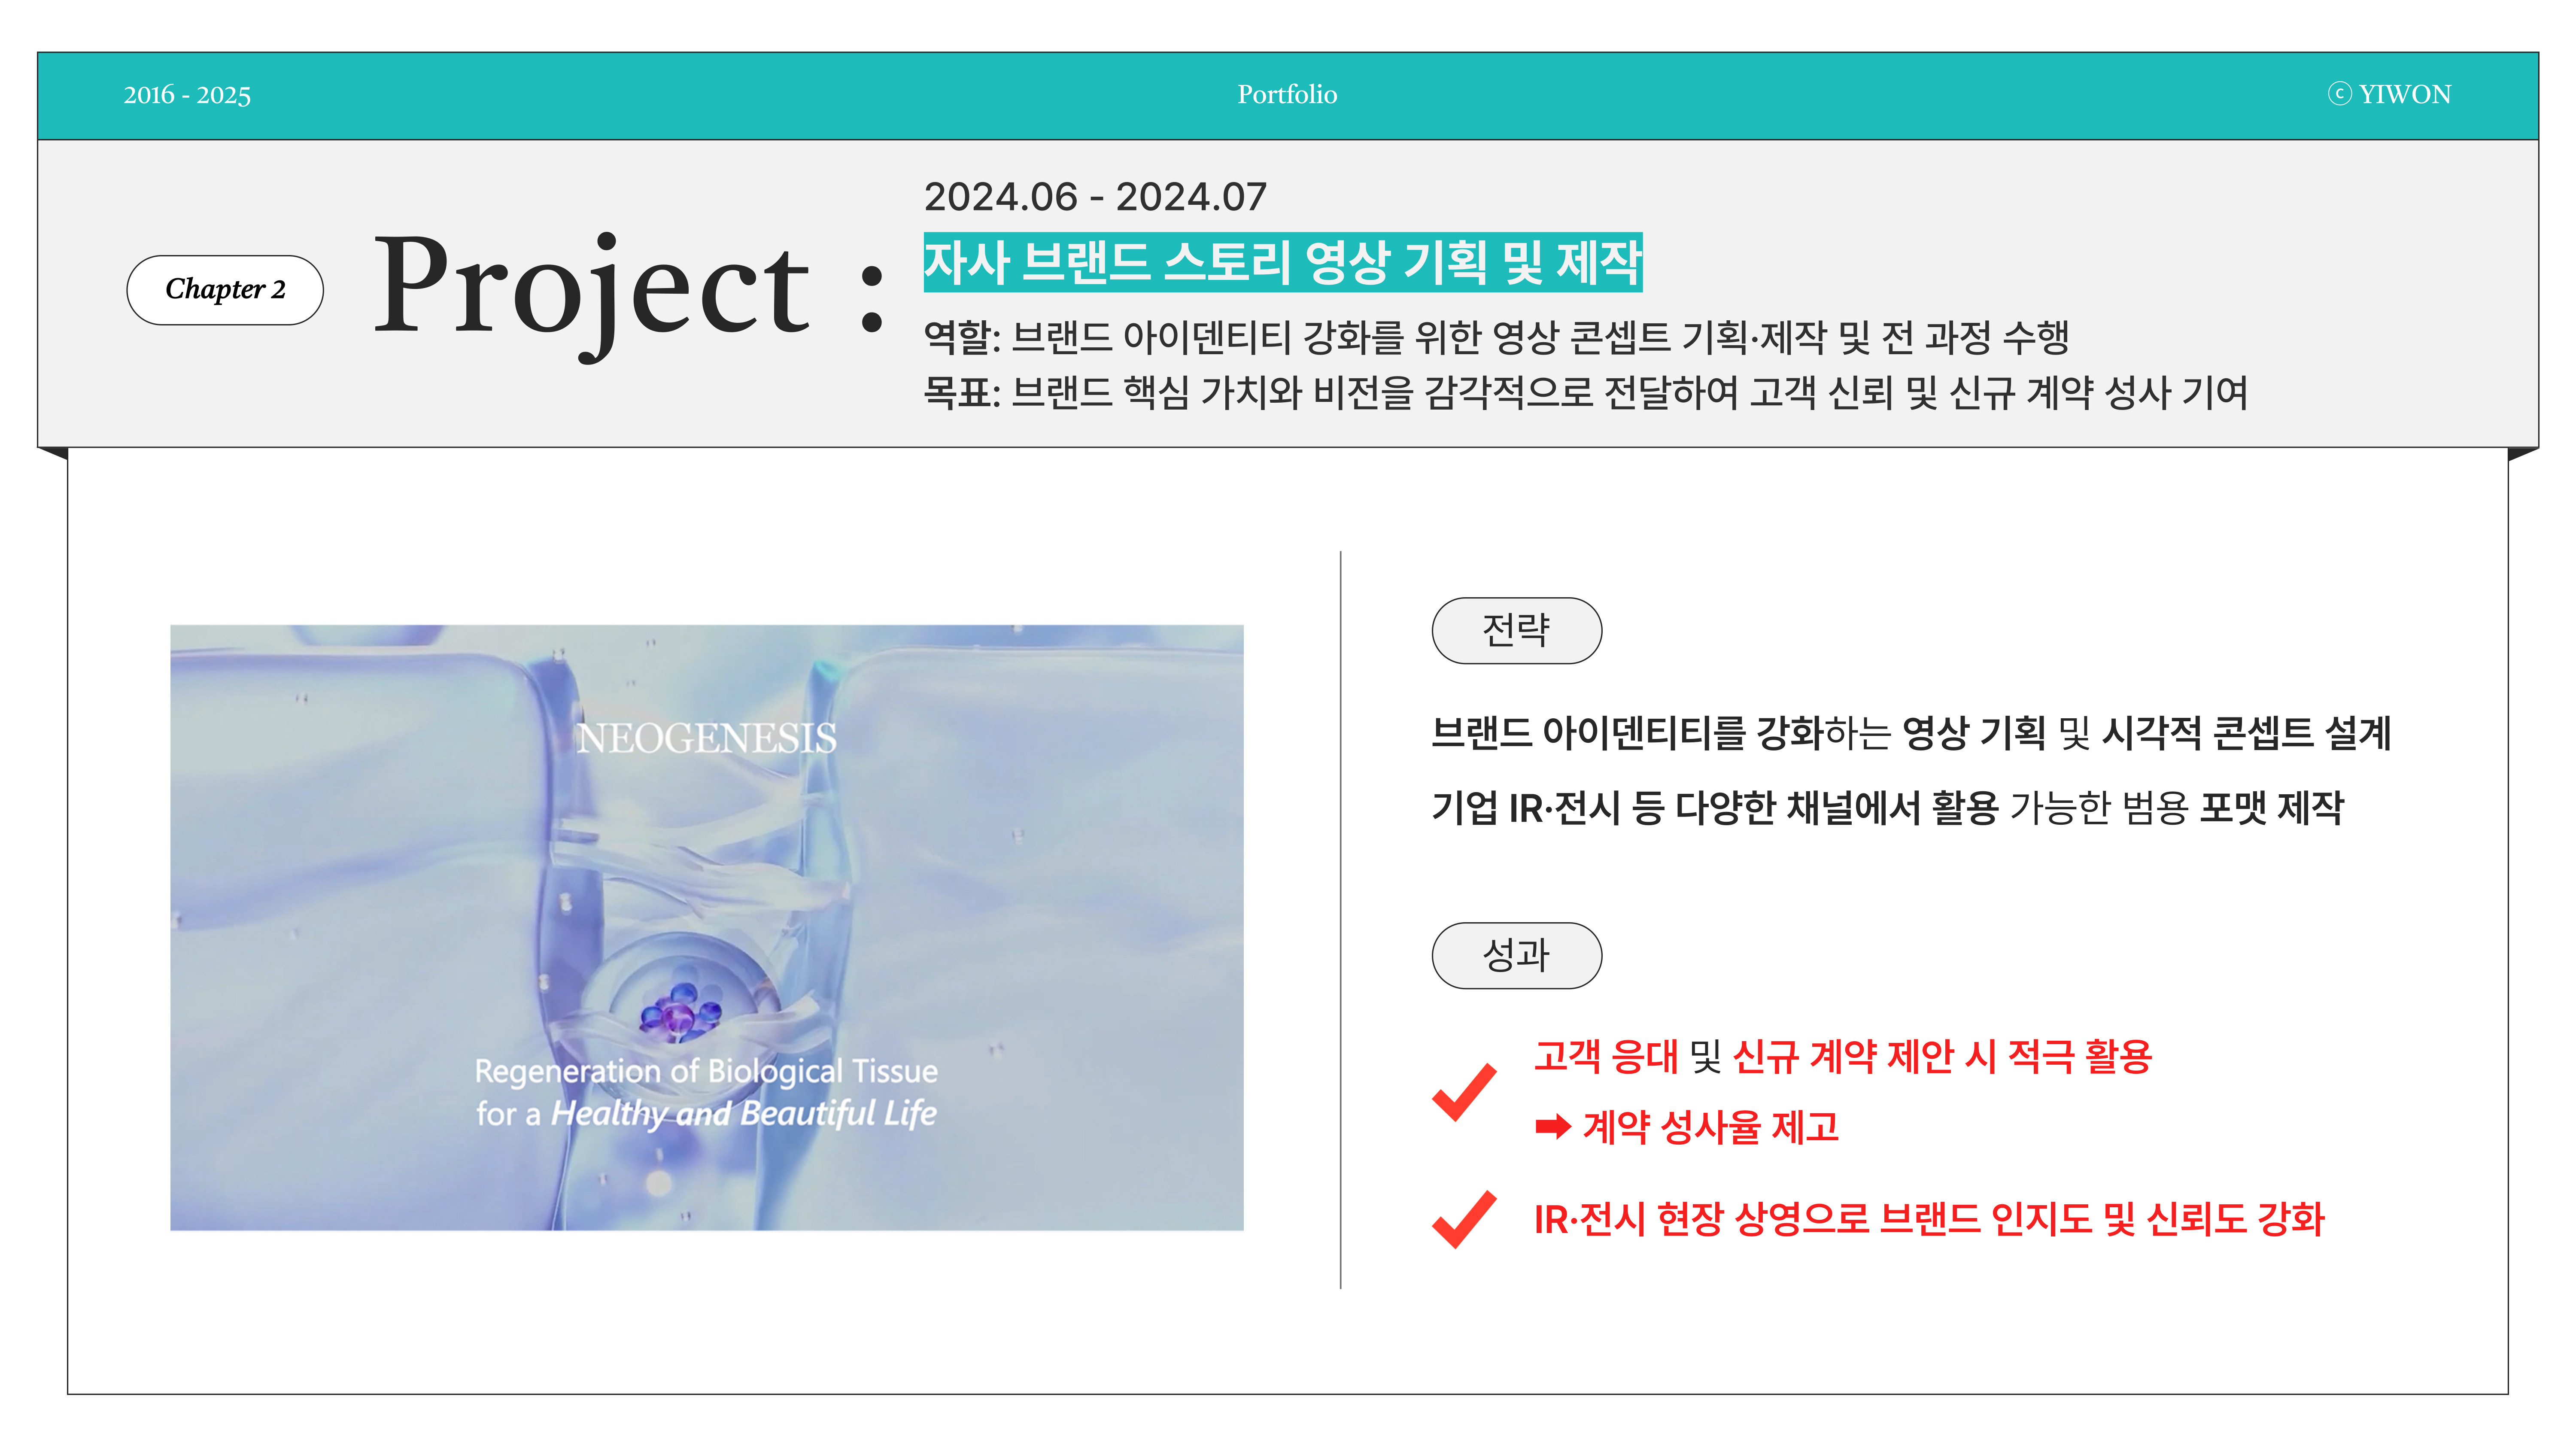 2016 - 2025
Portfolio
ⓒ YIWON
Chapter 2
Project :
2024.06 - 2024.07
자사 브랜드 스토리 영상 기획 및 제작
역할: 브랜드 아이덴티티 강화를 위한 영상 콘셉트 기획·제작 및 전 과정 수행
목표: 브랜드 핵심 가치와 비전을 감각적으로 전달하여 고객 신뢰 및 신규 계약 성사 기여
NEOGENESIS
Regeneration of Biological Tissue
for a Healthy and Beautiful Life
전략
브랜드 아이덴티티를 강화하는 영상 기획 및 시각적 콘셉트 설계
기업 IR·전시 등 다양한 채널에서 활용 가능한 범용 포맷 제작
성과
고객 응대 및 신규 계약 제안 시 적극 활용
➡ 계약 성사율 제고
IR·전시 현장 상영으로 브랜드 인지도 및 신뢰도 강화